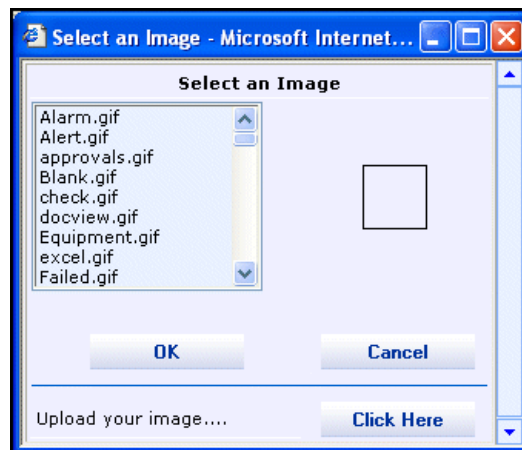 Select an Image - Microsoft Internet...
Select an Image
Alarm.gif
Alert.gif
approvals.gif
Blank.gif
check.gif
docview.gif
Equipment.gif
excel.gif
Failed.gif
OK Cancel
Upload your image.... Click Here